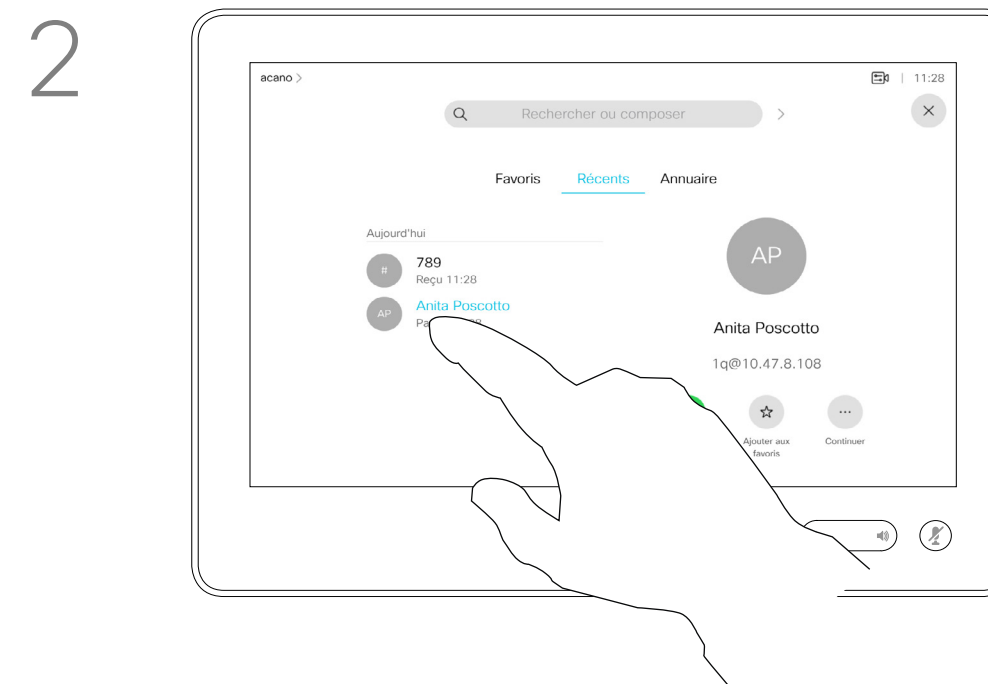 2
acano >
11:28
Rechercher ou composer
Favoris Récents Annuaire
Aujourd'hui
#
789
Reçu 11:28
AP
Anita Poscotto
AP
Anita Poscotto
1q@10.47.8.108
Ajouter aux
favoris
Continuer